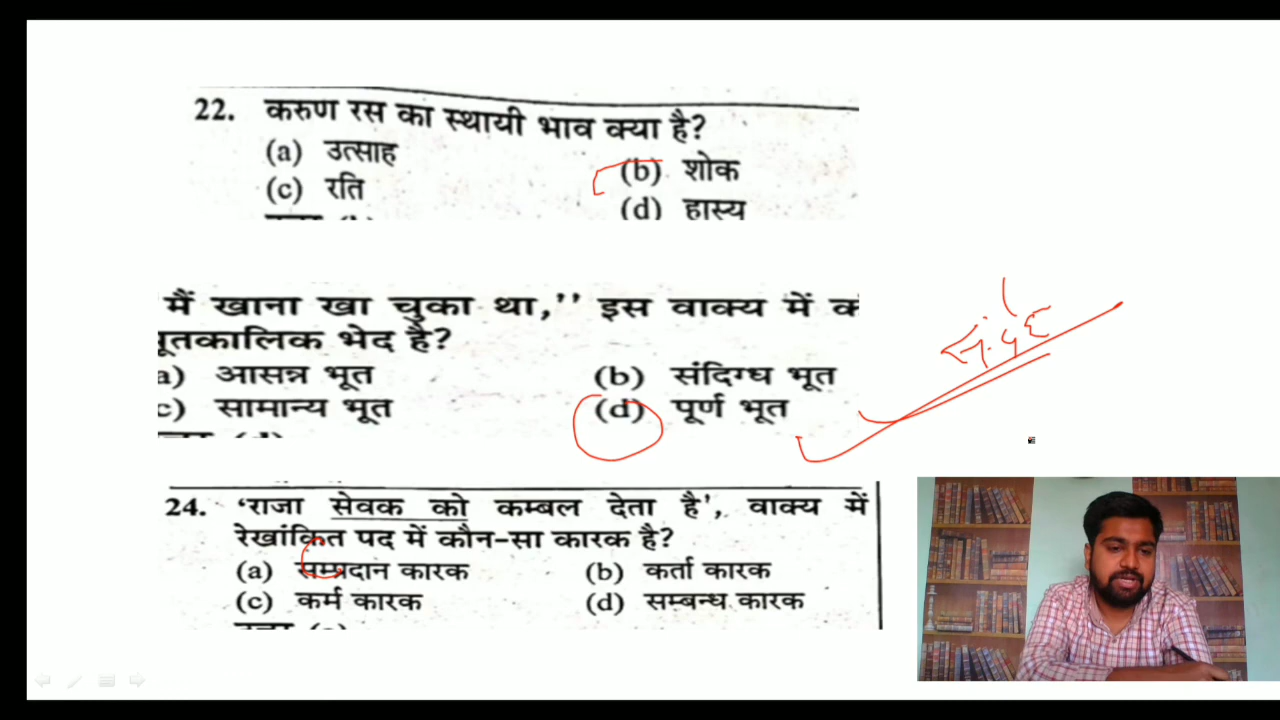 22. करुण रस का स्थायी भाव क्या है?
(a) उत्साह (b) शोक
(c) रति (d) हास्य
मैं खाना खा चुका था,’’ इस वाक्य में
भूतकालिक भेद है?
a) आसन्न भूत (b) संदिग्ध भूत
c) सामान्य भूत (d) पूर्ण भूत
24. ‘राजा सेवक को कम्बल देता है’, वाक्य में
रेखांकित पद में कौन-सा कारक है?
(a) सम्प्रदान कारक (b) कर्ता कारक
(c) कर्म कारक (d) सम्बन्ध कारक